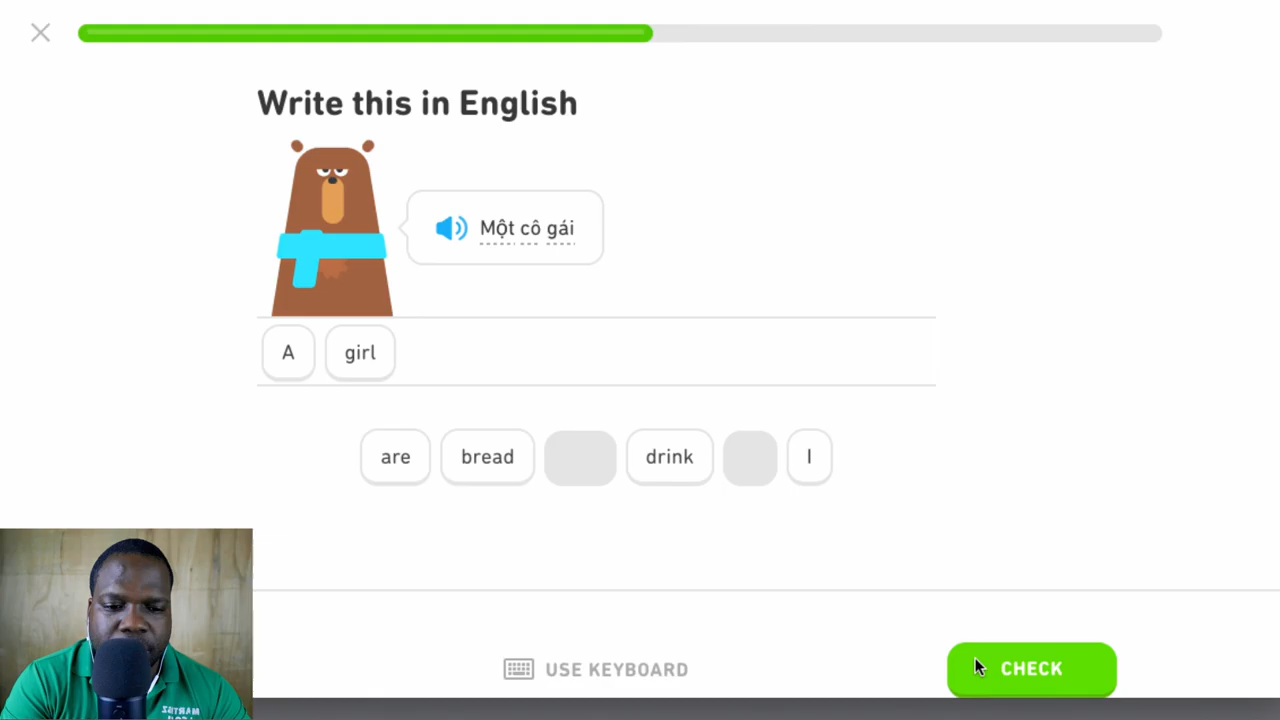 Write this in English
Một cô gái
A girl
are bread drink I
USE KEYBOARD CHECK